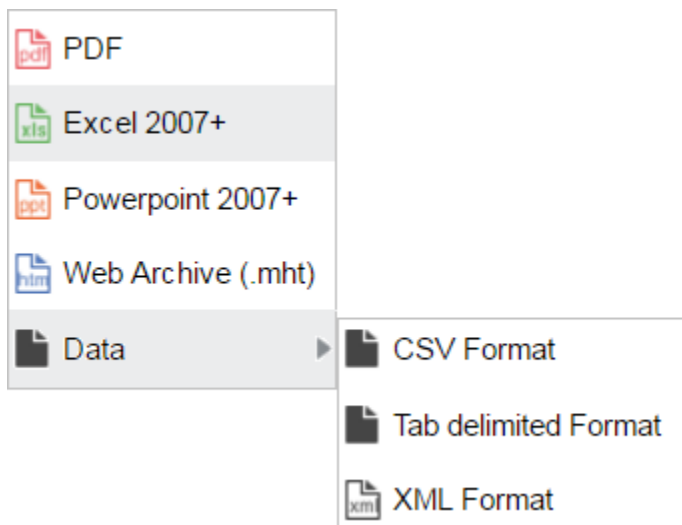 pdf PDF
xls Excel 2007+
ppt Powerpoint 2007+
htm Web Archive (.mht)
Data
CSV Format
Tab delimited Format
xml XML Format